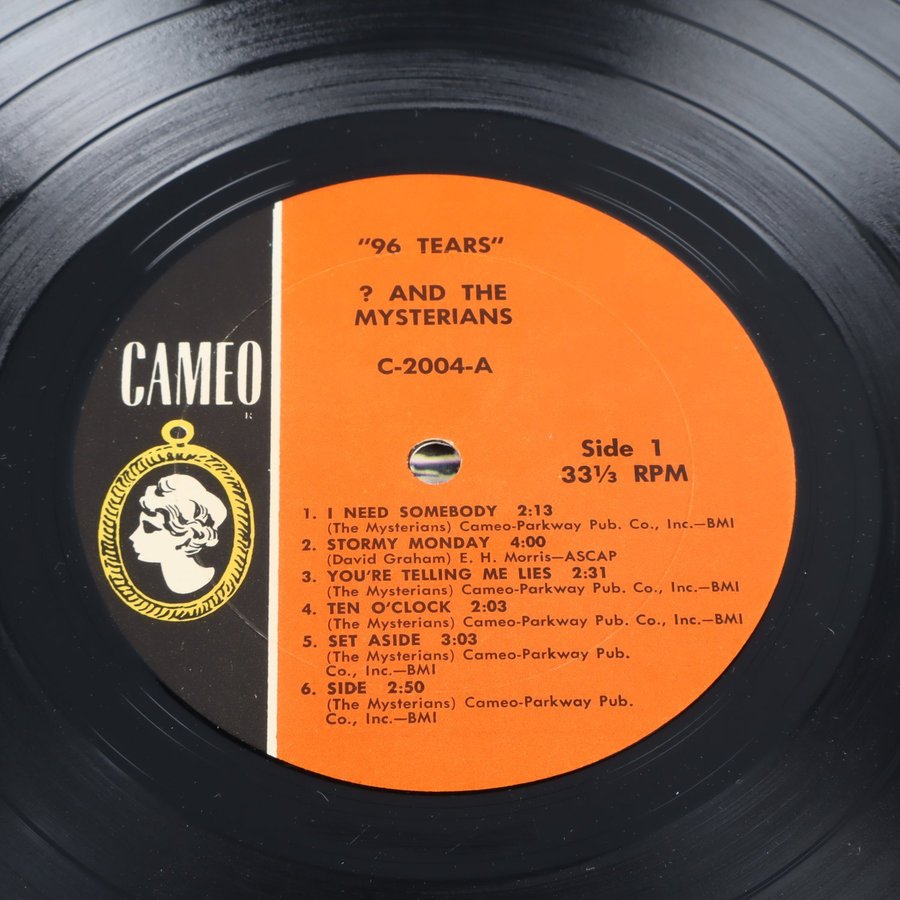 "96 TEARS"
? AND THE
MYSTERIANS
C-2004-A
CAMEO
R
Side 1
33⅓ RPM
1. I NEED SOMEBODY 2:13
(The Mysterians) Cameo-Parkway Pub. Co., Inc.—BMI
2. STORMY MONDAY 4:00
(David Graham) E. H. Morris—ASCAP
3. YOU'RE TELLING ME LIES 2:31
(The Mysterians) Cameo-Parkway Pub. Co., Inc.—BMI
4. TEN O'CLOCK 2:03
(The Mysterians) Cameo-Parkway Pub. Co., Inc.—BMI
5. SET ASIDE 3:03
(The Mysterians) Cameo-Parkway Pub.
Co., Inc.—BMI
6. SIDE 2:50
(The Mysterians) Cameo-Parkway Pub.
Co., Inc.—BMI